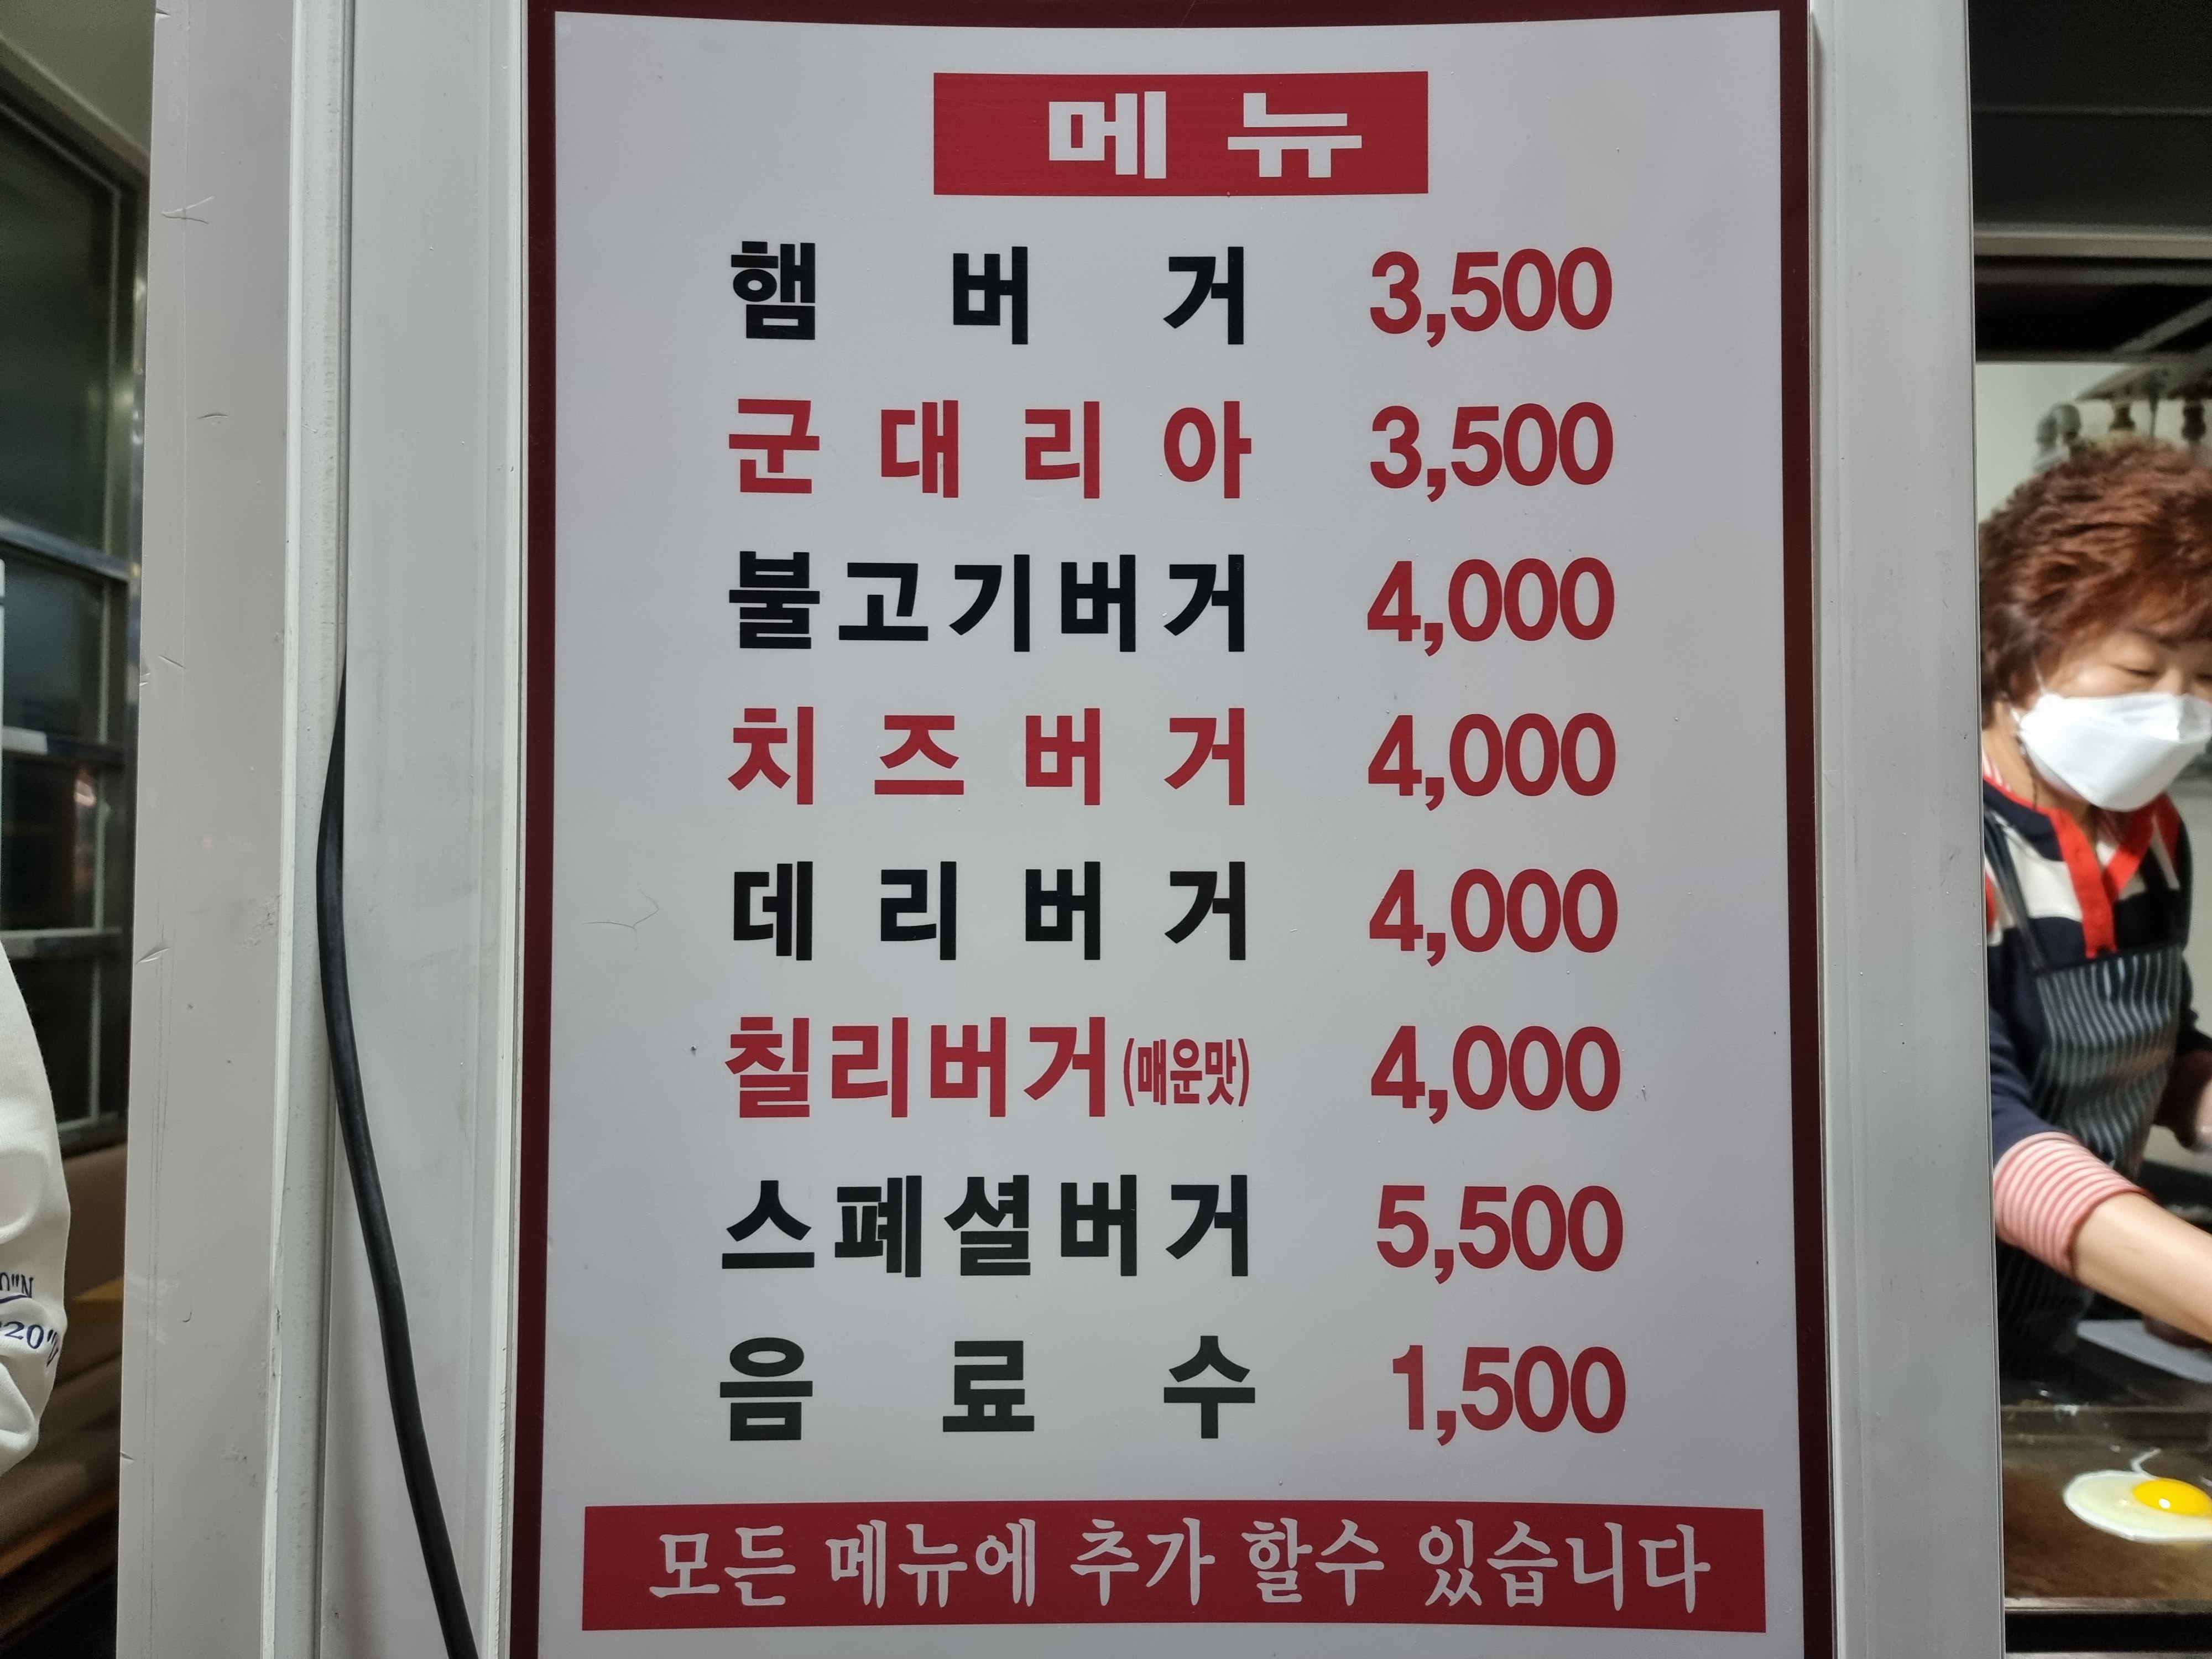 메뉴
햄버거 3,500
군대리아 3,500
불고기버거 4,000
치즈버거 4,000
데리버거 4,000
칠리버거(매운맛) 4,000
스폐셜버거 5,500
음료수 1,500
모든 메뉴에 추가 할수 있습니다